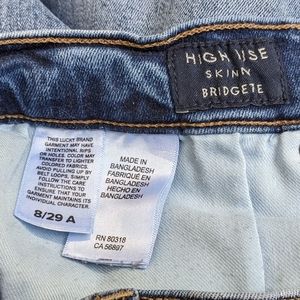 HIGH RISE
SKINNY
BRIDGETTE
THIS LUCKY BRAND
GARMENT MAY HAVE
INTENTIONAL RIPS
OR HOLES. COLOR MAY
TRANSFER TO LIGHTER
COLORED FABRICS.
AVOID PULLING UP BY
BELT LOOPS. SIMPLY
FOLLOW THE CARE
INSTRUCTIONS TO
ENSURE THAT YOUR
GARMENT MAINTAINS ITS
INDIVIDUAL CHARACTER.
8/29 A
MADE IN
BANGLADESH
FABRIQUÉ EN
BANGLADESH
HECHO EN
BANGLADESH
RN 80318
CA 56897